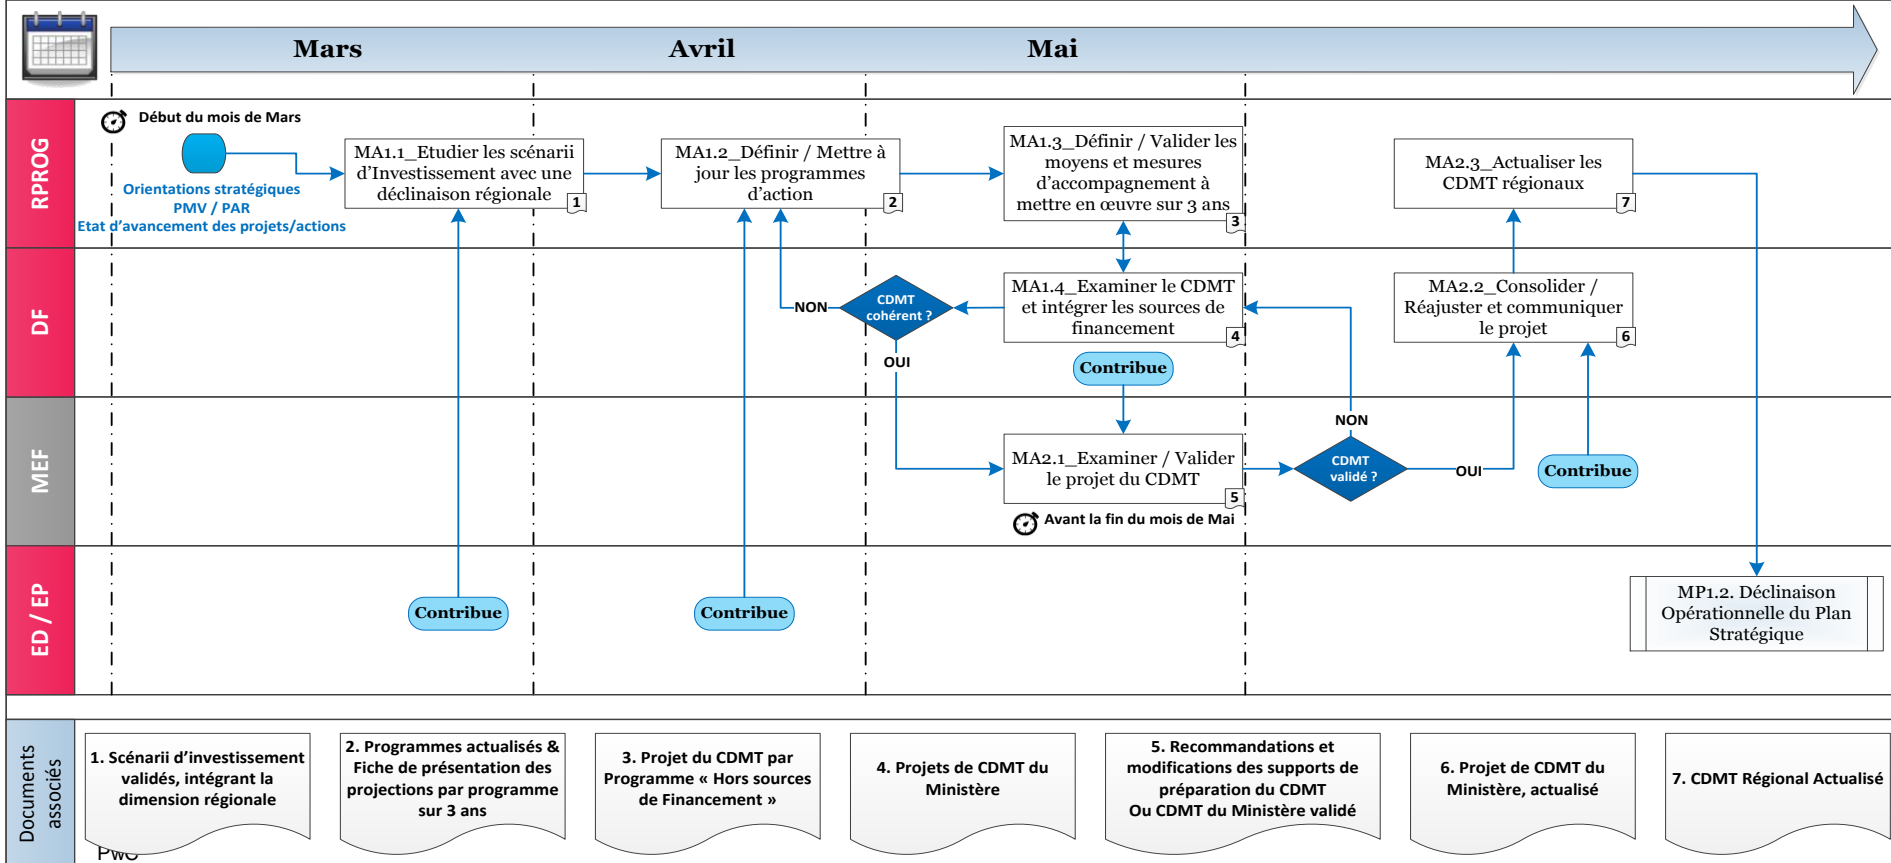 Mars
Avril
Mai
RPROG
Début du mois de Mars
Orientations stratégiques
PMV / PAR
Etat d'avancement des projets/actions
MA1.1_Etudier les scénarii
d'Investissement avec une
déclinaison régionale
1
MA1.2_Définir / Mettre à
jour les programmes
d'action
2
MA1.3_Définir / Valider les
moyens et mesures
d'accompagnement à
mettre en œuvre sur 3 ans
3
MA2.3_Actualiser les
CDMT régionaux
7
DF
NON
CDMT
cohérent ?
OUI
MA1.4_Examiner le CDMT
et intégrer les sources de
financement
4
Contribue
MA2.2_Consolider /
Réajuster et communiquer
le projet
6
MEF
MA2.1_Examiner / Valider
le projet du CDMT
5
Avant la fin du mois de Mai
NON
CDMT
validé ?
OUI
Contribue
ED / EP
Contribue
Contribue
MP1.2. Déclinaison
Opérationnelle du Plan
Stratégique
Documents
associés
1. Scénarii d'investissement
validés, intégrant la
dimension régionale
2. Programmes actualisés &
Fiche de présentation des
projections par programme
sur 3 ans
3. Projet du CDMT par
Programme « Hors sources
de Financement »
4. Projets de CDMT du
Ministère
5. Recommandations et
modifications des supports de
préparation du CDMT
Ou CDMT du Ministère validé
6. Projet de CDMT du
Ministère, actualisé
7. CDMT Régional Actualisé
PwC